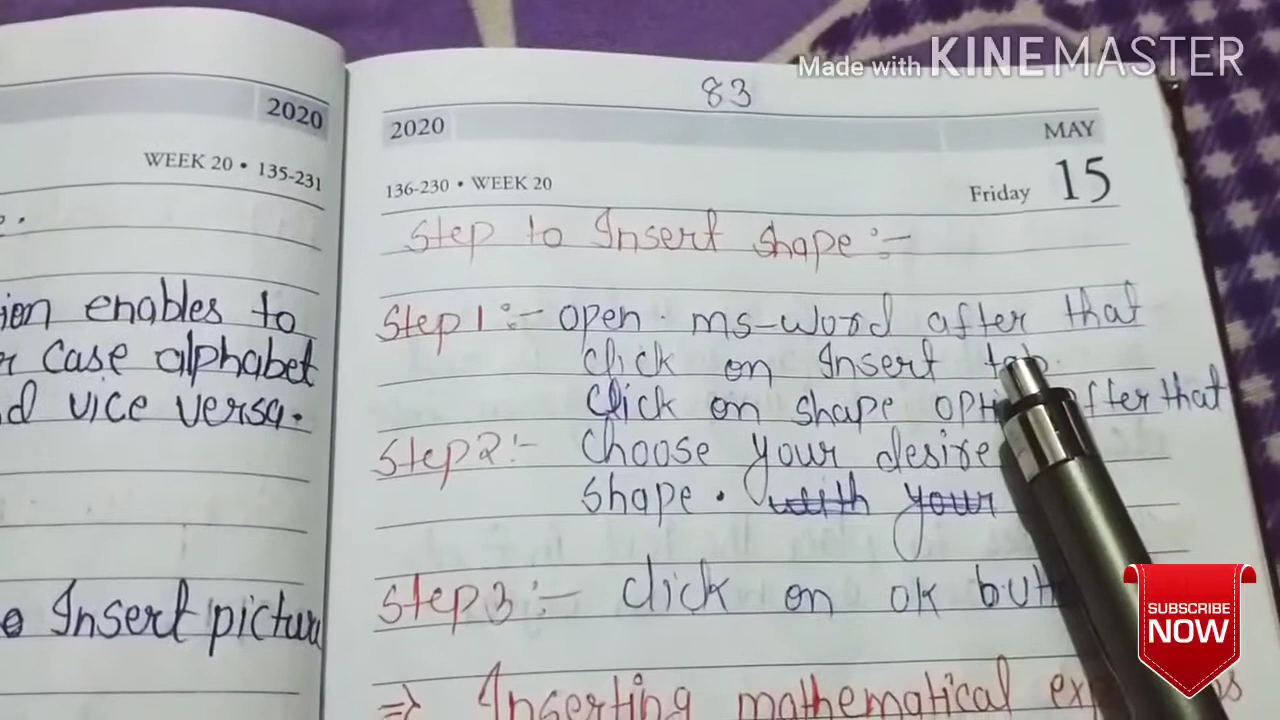 Made with KINEMASTER
83
2020
WEEK 20 • 135-231
ion enables to
case alphabet
vice versa.
Insert pictur
2020
MAY
136-230 • WEEK 20
Friday 15
Step to Insert shape :-
Step 1 :- open ms-word after that
click on Insert tab.
click on shape after that
Step 2 :- Choose your desire
shape. with your
Step 3 :- click on ok
⇒ Inserting mathematical
SUBSCRIBE
NOW